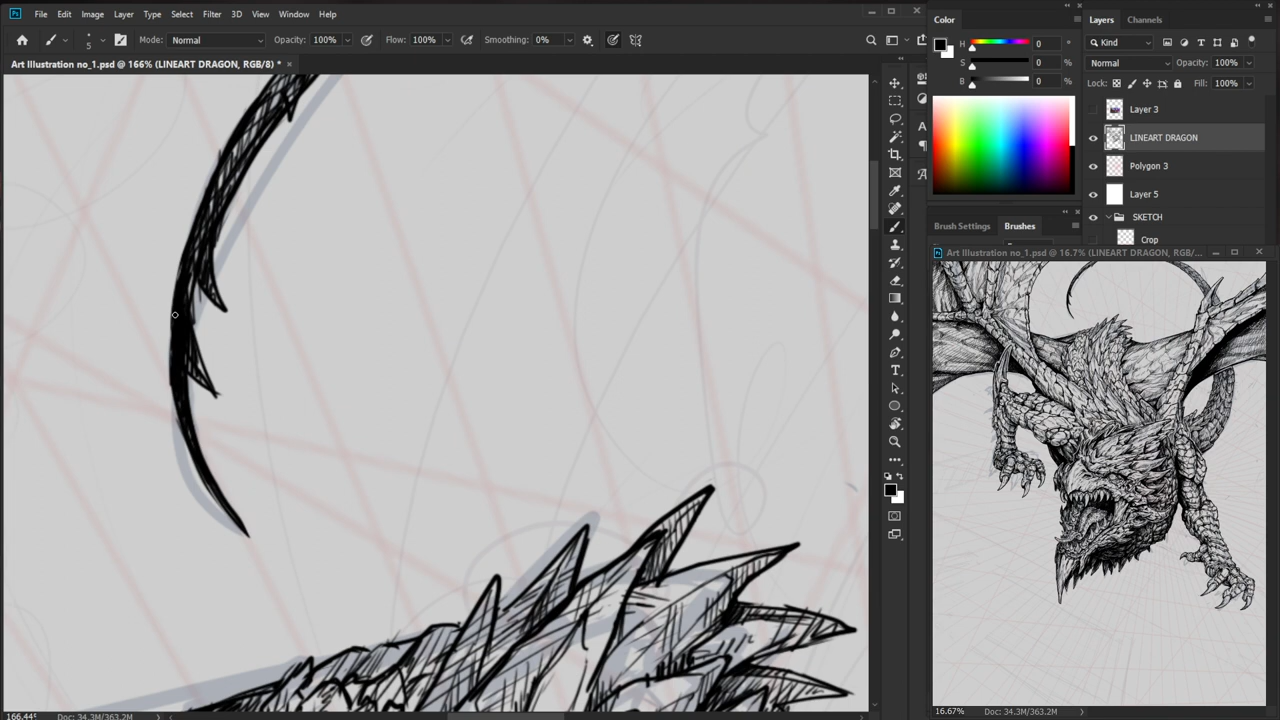 File Edit Image Layer Type Select Filter 3D View Window Help
5 Mode: Normal Opacity: 100% Flow: 100% Smoothing: 0%
Art Illustration no_1.psd @ 166% (LINEART DRAGON, RGB/8) *
166.44% Doc: 34.3M/363.2M
Color
H 0 °
S 0 %
B 0 %
Brush Settings Brushes
Layers Channels
Kind
Normal Opacity: 100%
Lock: Fill: 100%
Layer 3
LINEART DRAGON
Polygon 3
Layer 5
SKETCH
Crop
Art Illustration no_1.psd @ 16.7% (LINEART DRAGON, RGB/...
16.67% Doc: 34.3M/363.2M